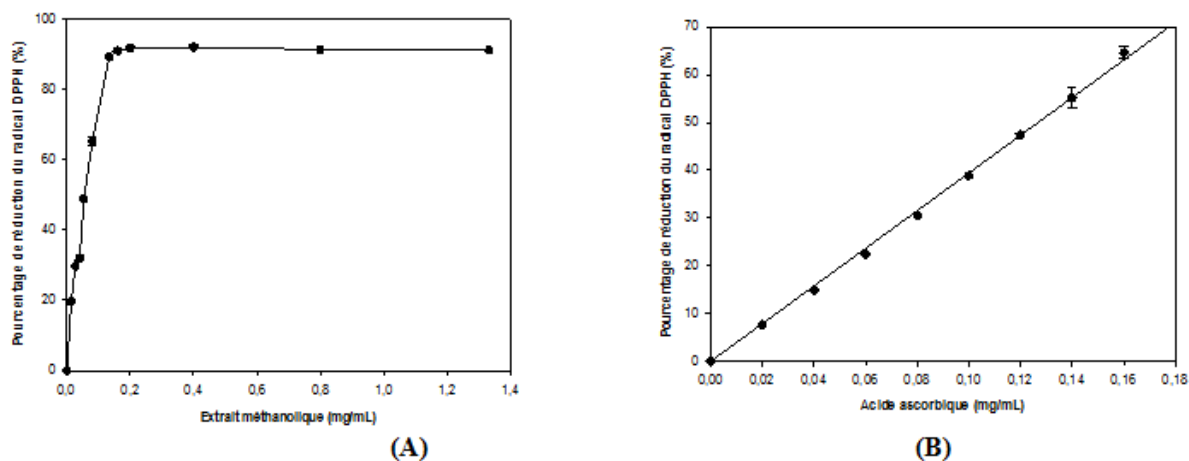 100
80
60
40
20
0
Pourcentage de réduction du radical DPPH (%)
0,0 0,2 0,4 0,6 0,8 1,0 1,2 1,4
Extrait méthanolique (mg/mL)
(A)
70
60
50
40
30
20
10
0
Pourcentage de réduction du radical DPPH (%)
0,00 0,02 0,04 0,06 0,08 0,10 0,12 0,14 0,16 0,18
Acide ascorbique (mg/mL)
(B)